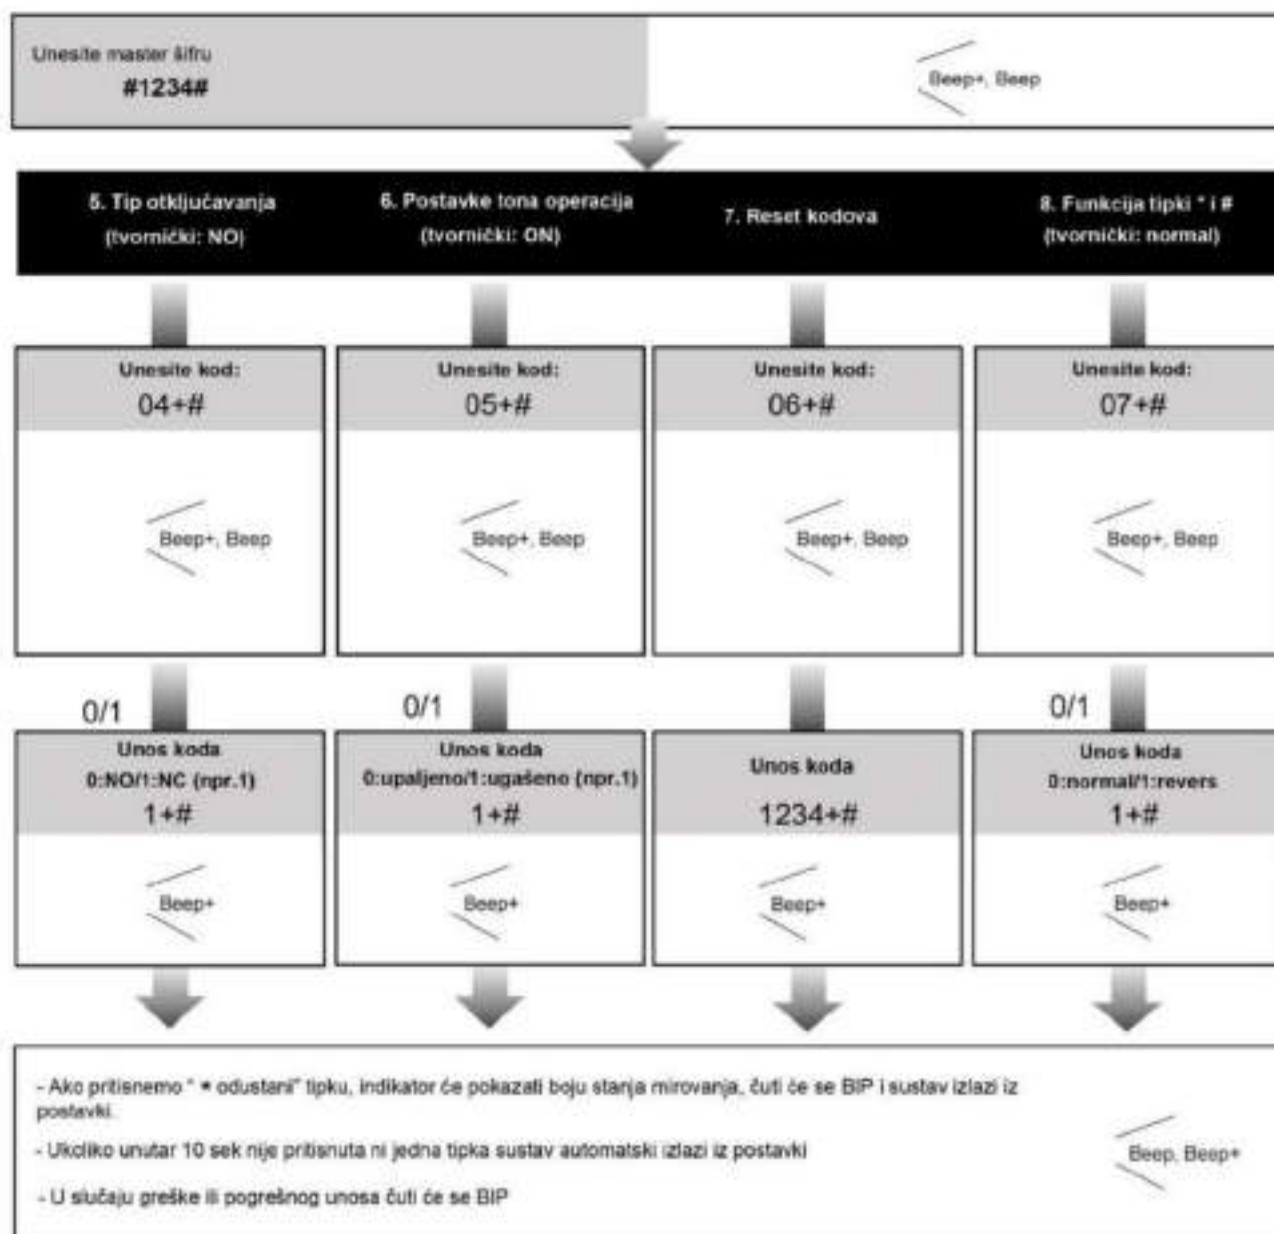 Unesite master šifru
#1234#
Beep+, Beep
5. Tip otključavanja
(tvornički: NO)
6. Postavke tona operacija
(tvornički: ON)
7. Reset kodova
8. Funkcija tipki * i #
(tvornički: normal)
Unesite kod:
04+#
Unesite kod:
05+#
Unesite kod:
06+#
Unesite kod:
07+#
Beep+, Beep
Beep+, Beep
Beep+, Beep
Beep+, Beep
0/1
0/1
0/1
Unos koda
0:NO/1:NC (npr.1)
1+#
Unos koda
0:upaljeno/1:ugašeno (npr.1)
1+#
Unos koda
1234+#
Unos koda
0:normal/1:revers
1+#
Beep+
Beep+
Beep+
Beep+
- Ako pritisnemo " * odustani" tipku, indikator će pokazati boju stanja mirovanja, čuti će se BIP i sustav izlazi iz
postavki.
- Ukoliko unutar 10 sek nije pritisnuta ni jedna tipka sustav automatski izlazi iz postavki
- U slučaju greške ili pogrešnog unosa čuti će se BIP
Beep, Beep+